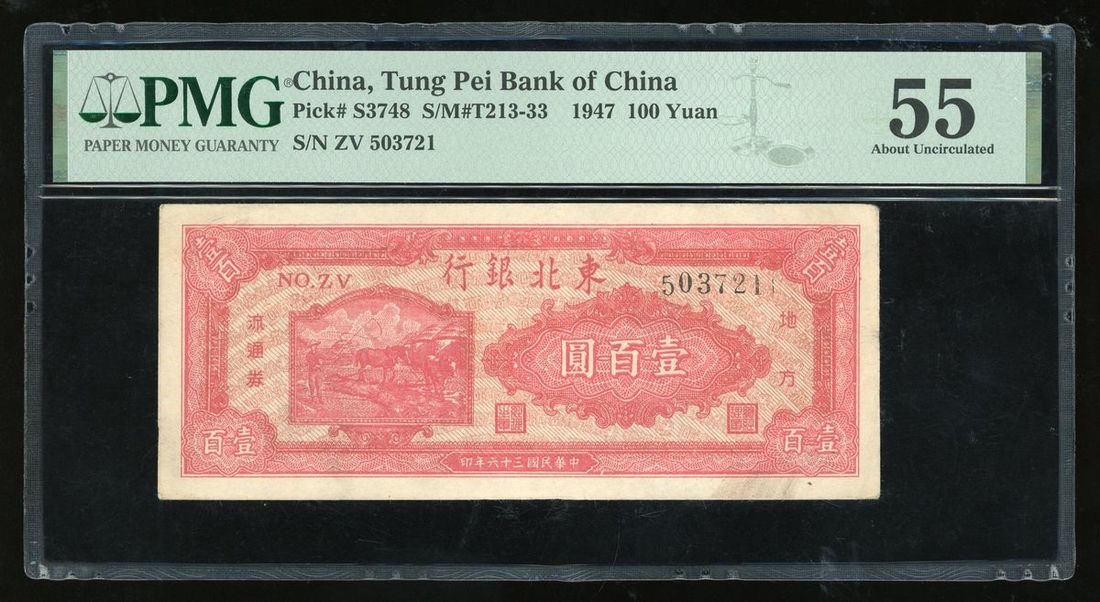 PMG®
PAPER MONEY GUARANTY
China, Tung Pei Bank of China
Pick# S3748 S/M#T213-33 1947 100 Yuan
S/N ZV 503721
55
About Uncirculated
壹百
壹百
行銀北東
NO.ZV
503721
流通券
地方
圓百壹
百壹
百壹
印年六十三國民華中